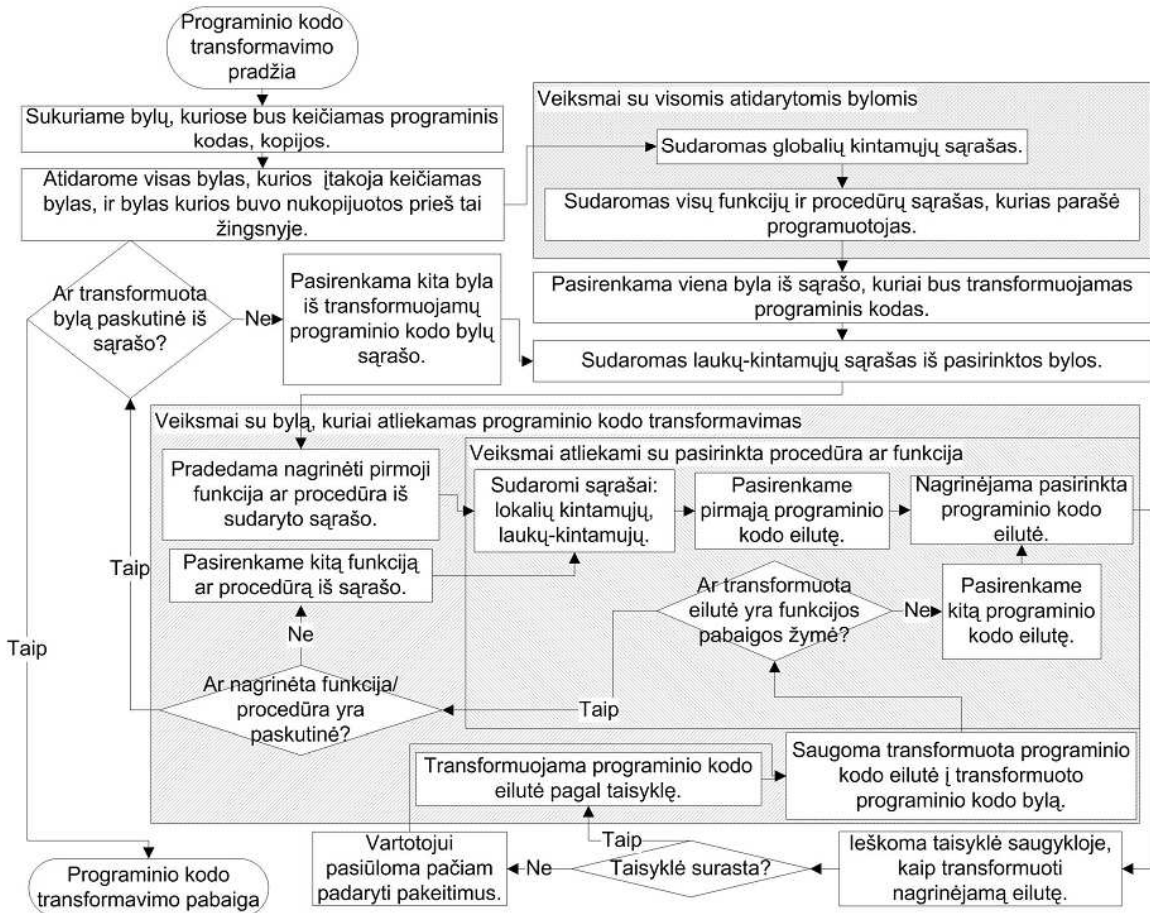 Programinio kodo
transformavimo
pradžia
Sukuriame bylų, kuriose bus keičiamas programinis
kodas, kopijos.
Atidarome visas bylas, kurios įtakoja keičiamas
bylas, ir bylas kurios buvo nukopijuotos prieš tai
žingsnyje.
Veiksmai su visomis atidarytomis bylomis
Sudaromas globalių kintamųjų sąrašas.
Sudaromas visų funkcijų ir procedūrų sąrašas, kurias parašė
programuotojas.
Pasirenkama viena byla iš sąrašo, kuriai bus transformuojamas
programinis kodas.
Sudaromas laukų-kintamųjų sąrašas iš pasirinktos bylos.
Ar transformuota
bylą paskutinė iš
sąrašo?
Ne
Pasirenkama kita byla
iš transformuojamų
programinio kodo bylų
sąrašo.
Veiksmai su bylą, kuriai atliekamas programinio kodo transformavimas
Pradedama nagrinėti pirmoji
funkcija ar procedūra iš
sudaryto sąrašo.
Veiksmai atliekami su pasirinkta procedūra ar funkcija
Sudaromi sąrašai:
lokalių kintamųjų,
laukų-kintamųjų.
Pasirenkame
pirmąją programinio
kodo eilutę.
Nagrinėjama pasirinkta
programinio kodo
eilutė.
Taip
Pasirenkame kitą funkciją
ar procedūrą iš sąrašo.
Ar transformuota
eilutė yra funkcijos
pabaigos žymė?
Ne
Pasirenkame
kitą programinio
kodo eilutę.
Ne
Taip
Ar nagrinėta funkcija/
procedūra yra
paskutinė?
Taip
Transformuojama programinio kodo
eilutė pagal taisyklę.
Saugoma transformuota programinio
kodo eilutė į transformuoto
programinio kodo bylą.
Taip
Vartotojui
pasiūloma pačiam
padaryti pakeitimus.
Ne
Taisyklė surasta?
Ieškoma taisyklė saugykloje,
kaip transformuoti
nagrinėjamą eilutę.
Programinio kodo
transformavimo pabaiga